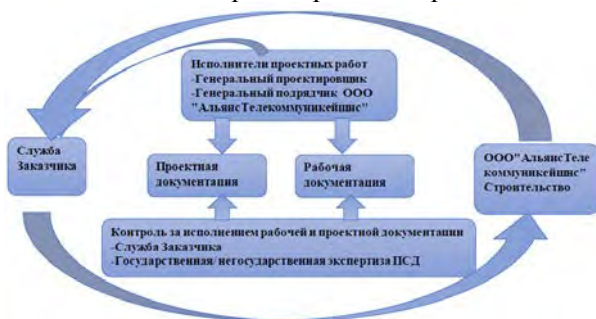 Исполнители проектных работ
-Генеральный проектировщик
-Генеральный подрядчик ООО
"АльянсТелекоммуникейшнс"
Служба
Заказчика
Проектная
документация
Рабочая
документация
ООО"АльянсТеле
коммуникейшнс"
Строительство
Контроль за исполнением рабочей и проектной документации
-Служба Заказчика
-Государственная/негосударственная экспертиза ПСД